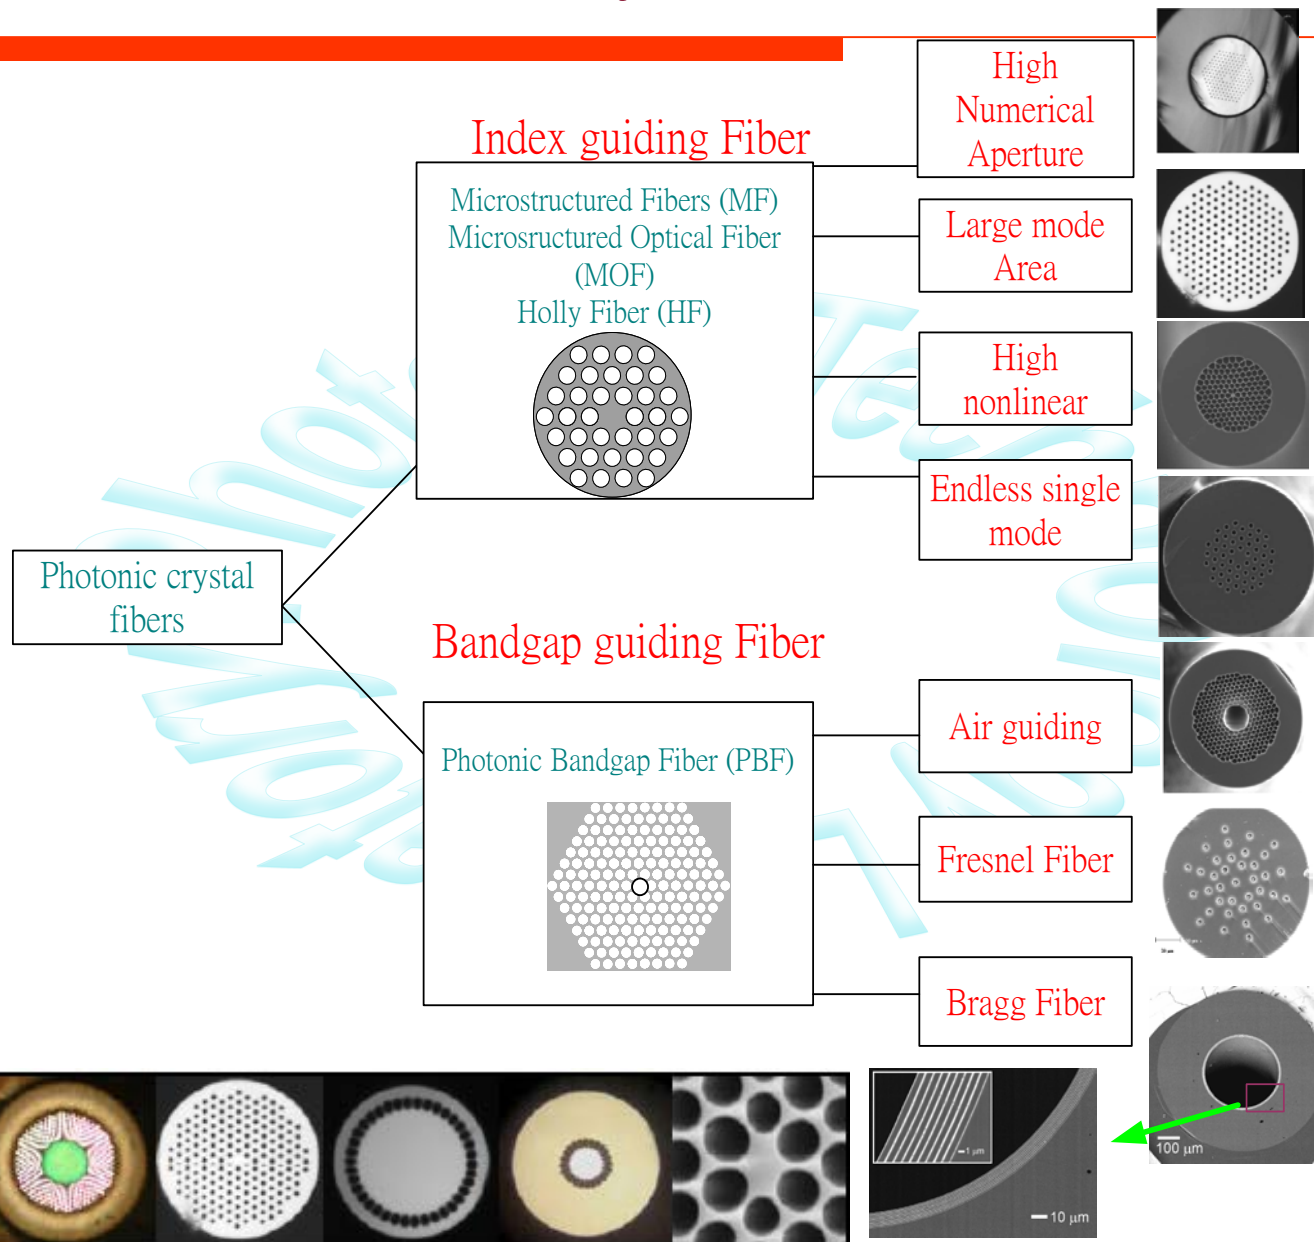 High
Numerical
Aperture
Index guiding Fiber
Microstructured Fibers (MF)
Microsructured Optical Fiber
(MOF)
Holly Fiber (HF)
Large mode
Area
High
nonlinear
Endless single
mode
Photonic crystal
fibers
Bandgap guiding Fiber
Photonic Bandgap Fiber (PBF)
Air guiding
Fresnel Fiber
Bragg Fiber
1 μm
10 μm
100 μm